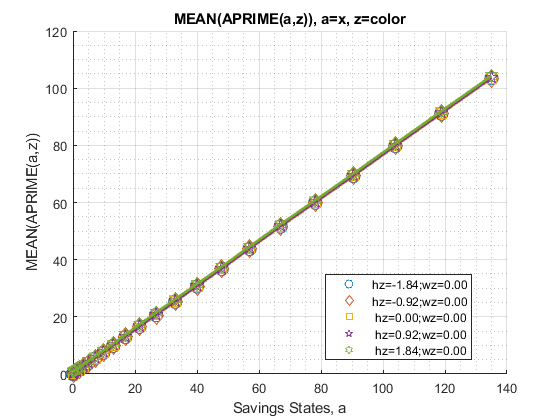 MEAN(APRIME(a,z)), a=x, z=color
120
100
80
60
40
20
0
MEAN(APRIME(a,z))
hz=-1.84;wz=0.00
hz=-0.92;wz=0.00
hz=0.00;wz=0.00
hz=0.92;wz=0.00
hz=1.84;wz=0.00
0 20 40 60 80 100 120 140
Savings States, a